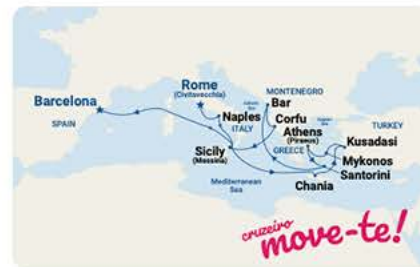 Rome
(Civitavecchia)
Barcelona
SPAIN
Naples
ITALY
Sicily
(Messina)
MONTENEGRO
Bar
Corfu
Athens
(Piraeus)
GREECE
TURKEY
Kusadasi
Mykonos
Santorini
Chania
Mediterranean
Sea
cruzeiro
move-te!